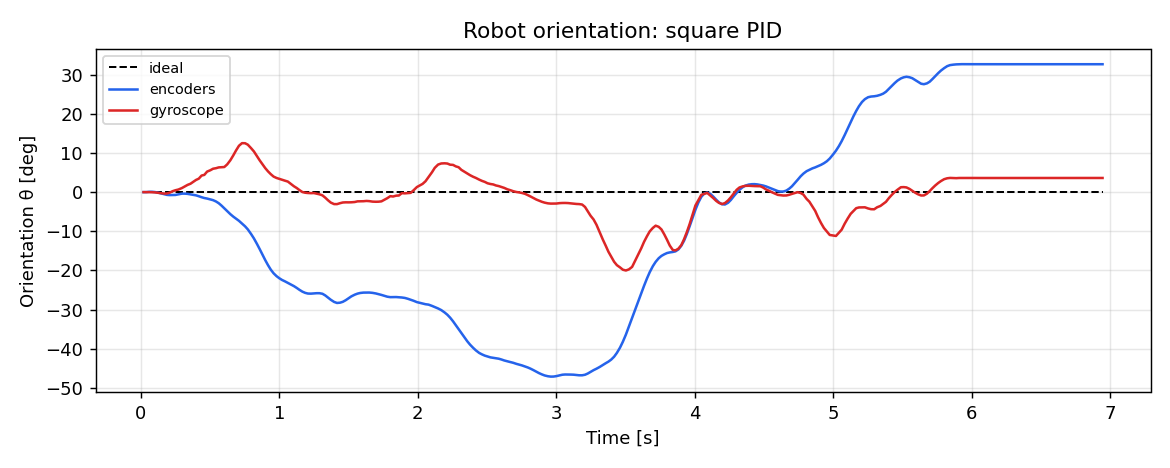 Robot orientation: square PID
ideal
encoders
gyroscope
Orientation θ [deg]
30
20
10
0
−10
−20
−30
−40
−50
0 1 2 3 4 5 6 7
Time [s]